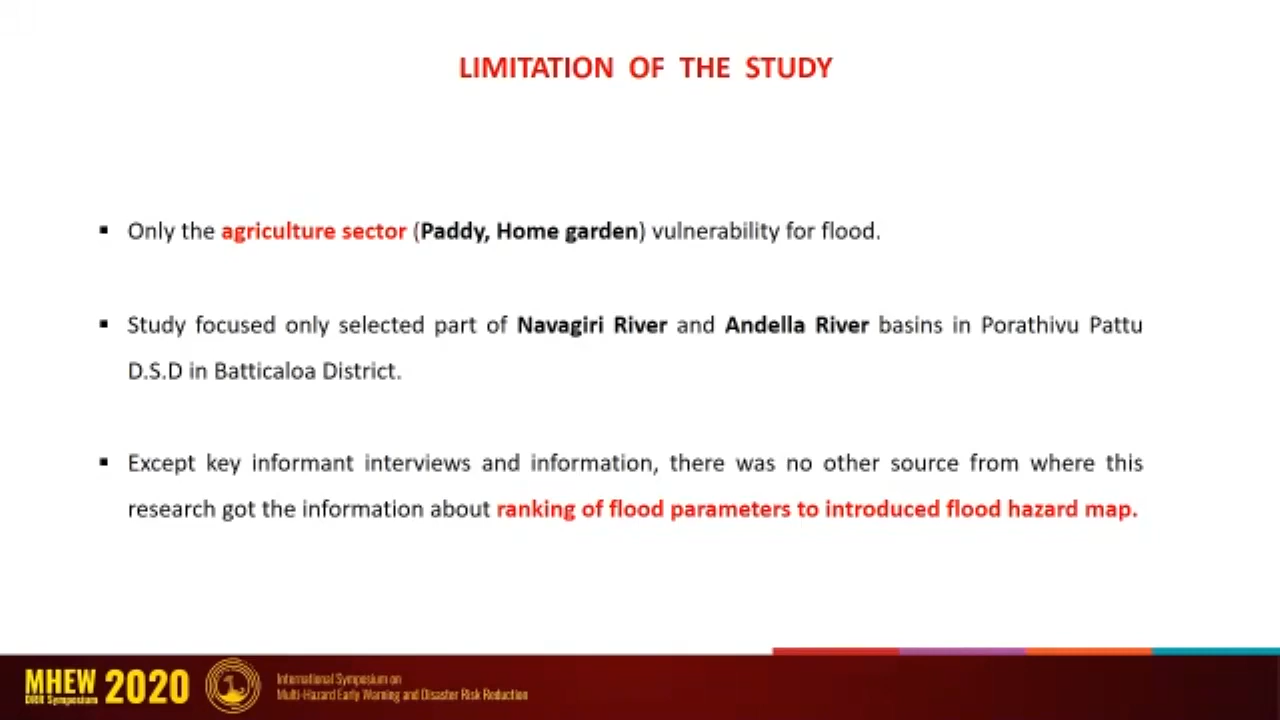 LIMITATION OF THE STUDY
▪ Only the agriculture sector (Paddy, Home garden) vulnerability for flood.
▪ Study focused only selected part of Navagiri River and Andella River basins in Porathivu Pattu
D.S.D in Batticaloa District.
▪ Except key informant interviews and information, there was no other source from where this
research got the information about ranking of flood parameters to introduced flood hazard map.
MHEW 2020
DRR Symposium
International Symposium on
Multi-Hazard Early Warning and Disaster Risk Reduction